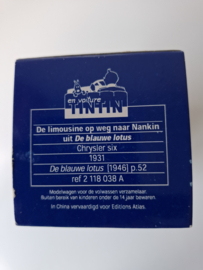 en voiture
TINTIN
De limousine op weg naar Nankin
uit De blauwe lotus
Chrysler six
1931
De blauwe lotus [1946] p.52
ref 2 118 038 A
Modelwagen voor de volwassen verzamelaar.
Buiten bereik van kinderen onder de 14 jaar bewaren.
In China vervaardigd voor Editions Atlas.